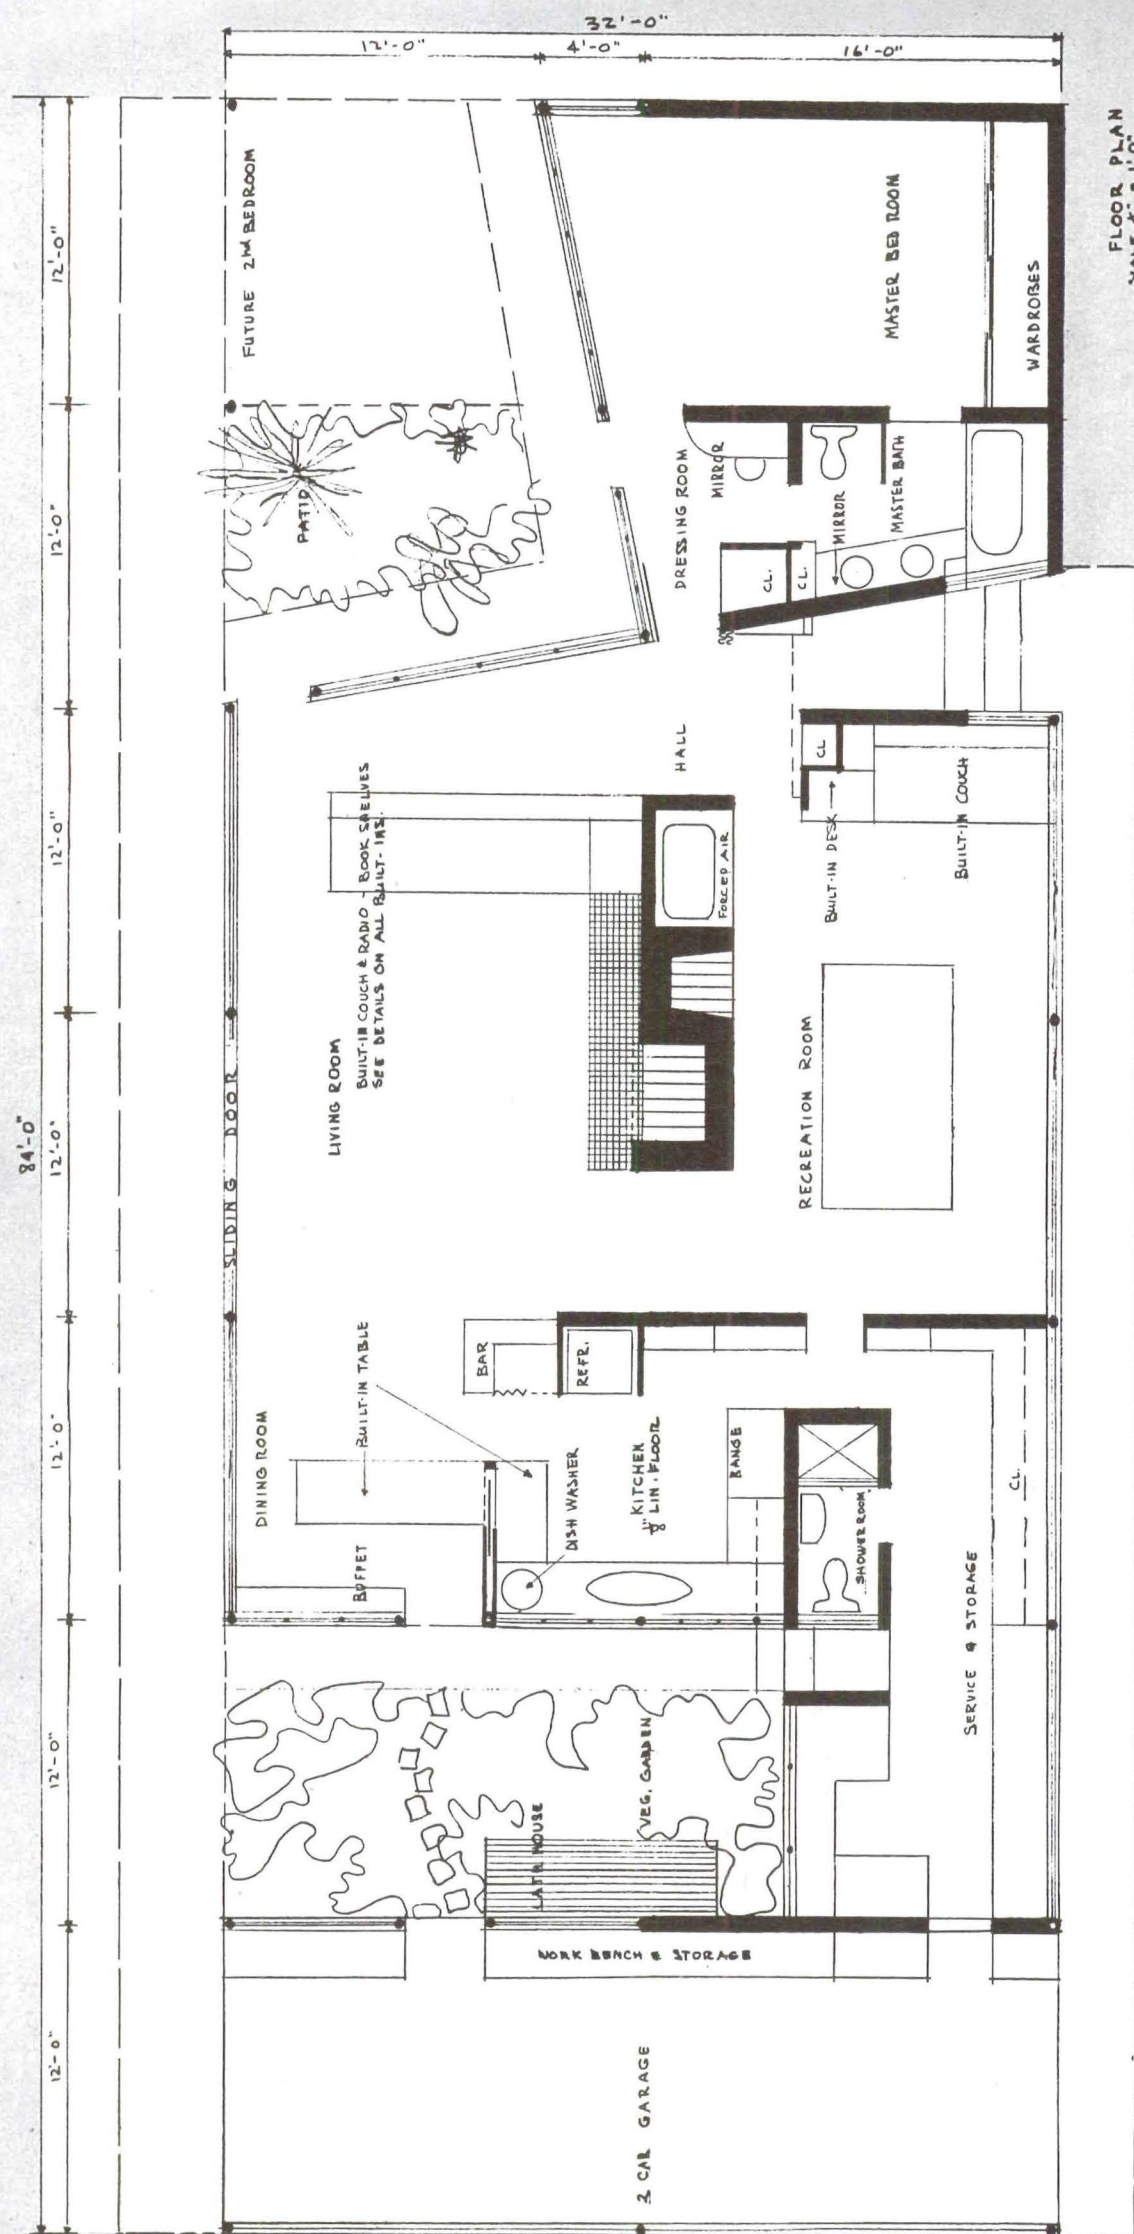 32'-0"
12'-0"
4'-0"
16'-0"
84'-0"
12'-0"
12'-0"
12'-0"
12'-0"
12'-0"
12'-0"
12'-0"
FLOOR PLAN
FUTURE 2nd BEDROOM
MASTER BED ROOM
WARDROBES
PATIO
DRESSING ROOM
MIRROR
MIRROR
MASTER BATH
CL.
CL.
HALL
CL
BUILT-IN DESK
BUILT-IN COUCH
FORCED AIR
LIVING ROOM
BUILT-IN COUCH & RADIO - BOOK SHELVES
SEE DETAILS ON ALL BUILT-INS.
SLIDING DOOR
RECREATION ROOM
DINING ROOM
BUILT-IN TABLE
BAR
REFR.
BUFFET
DISH WASHER
KITCHEN
1/8" LIN. FLOOR
RANGE
SHOWER ROOM
CL.
SERVICE & STORAGE
LATH HOUSE
VEG. GARDEN
WORK BENCH & STORAGE
2 CAR GARAGE